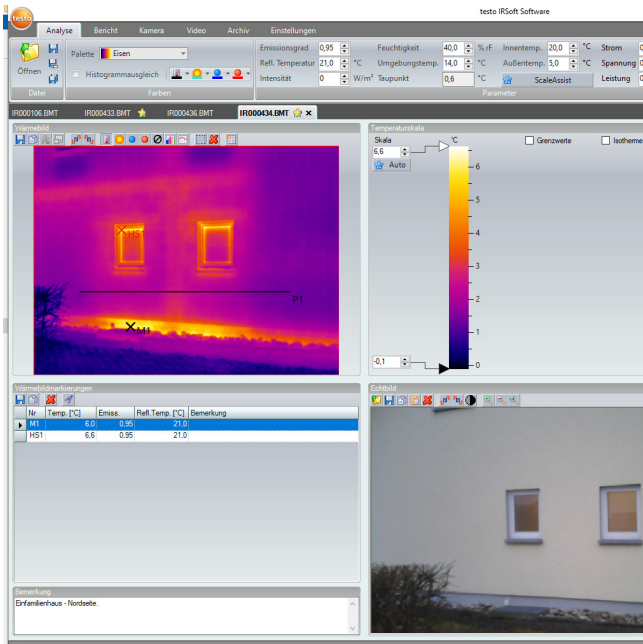 testo IRSoft Software
testo
Analyse Bericht Kamera Video Archiv Einstellungen
Öffnen
Datei
Palette Eisen
Histogrammausgleich
Farben
Emissionsgrad 0,95 Feuchtigkeit 40,0 % rF Innentemp. 20,0 °C Strom 0
Refl. Temperatur 21,0 °C Umgebungstemp. 14,0 °C Außentemp. 5,0 °C Spannung 0
Intensität 0 W/m² Taupunkt 0,6 °C ScaleAssist Leistung 0
Parameter
IR000106.BMT IR000433.BMT IR000436.BMT IR000434.BMT
Wärmebild
HS1
P1
M1
Temperaturskala
Skala °C Grenzwerte Isotherme
6,6
Auto
6
5
4
3
2
1
0
-0,1
Wärmebildmarkierungen
Nr Temp. [°C] Emiss. Refl.Temp. [°C] Bemerkung
M1 6,0 0,95 21,0
HS1 6,6 0,95 21,0
Echtbild
Bemerkung
Einfamilienhaus - Nordseite.